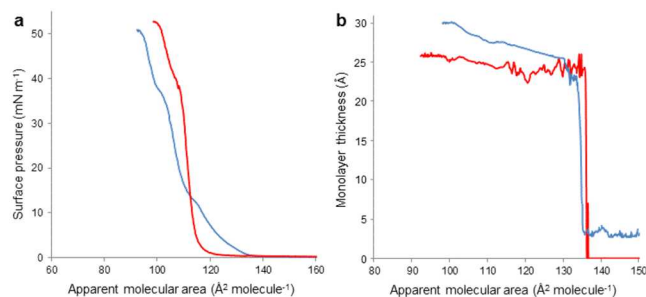 a
b
Surface pressure (mN m⁻¹)
50
40
30
20
10
0
60 80 100 120 140 160
Apparent molecular area (Å² molecule⁻¹)
Monolayer thickness (Å)
35
30
25
20
15
10
5
0
80 90 100 110 120 130 140 150
Apparent molecular area (Å² molecule⁻¹)